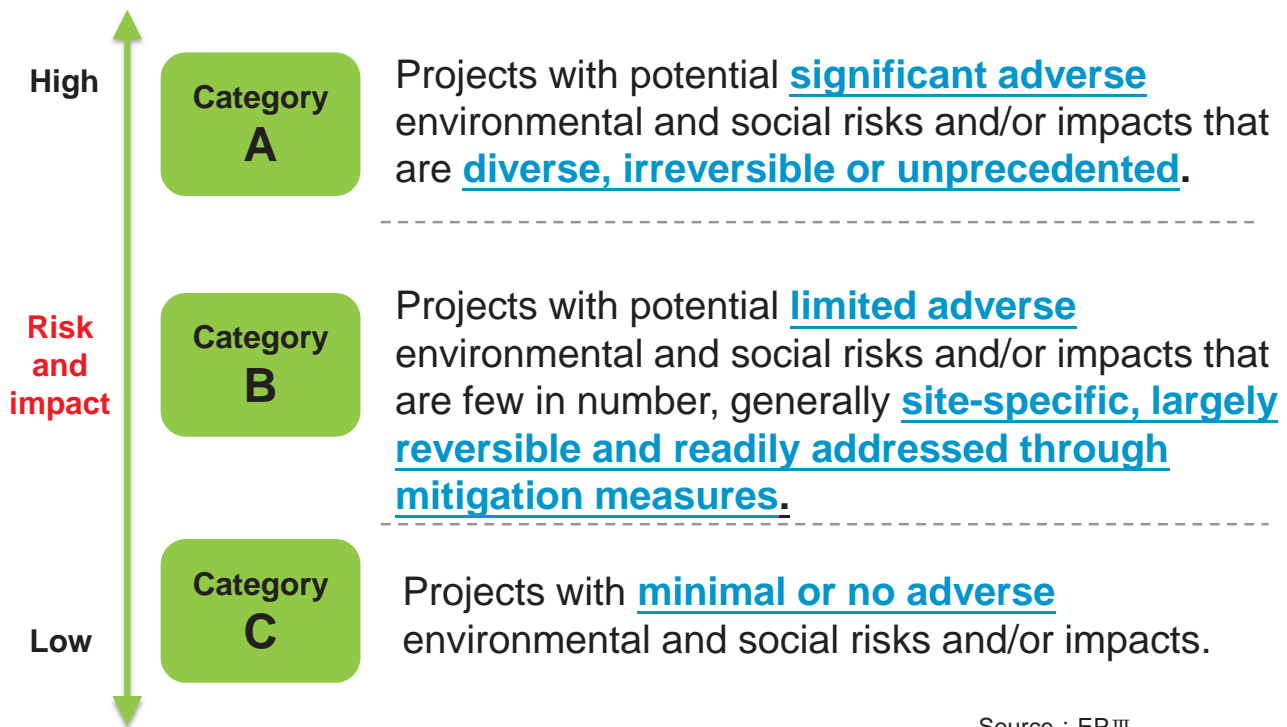 High
Category
A
Projects with potential significant adverse
environmental and social risks and/or impacts that
are diverse, irreversible or unprecedented.
Risk
and
impact
Category
B
Projects with potential limited adverse
environmental and social risks and/or impacts that
are few in number, generally site-specific, largely
reversible and readily addressed through
mitigation measures.
Low
Category
C
Projects with minimal or no adverse
environmental and social risks and/or impacts.
Source : EPⅢ